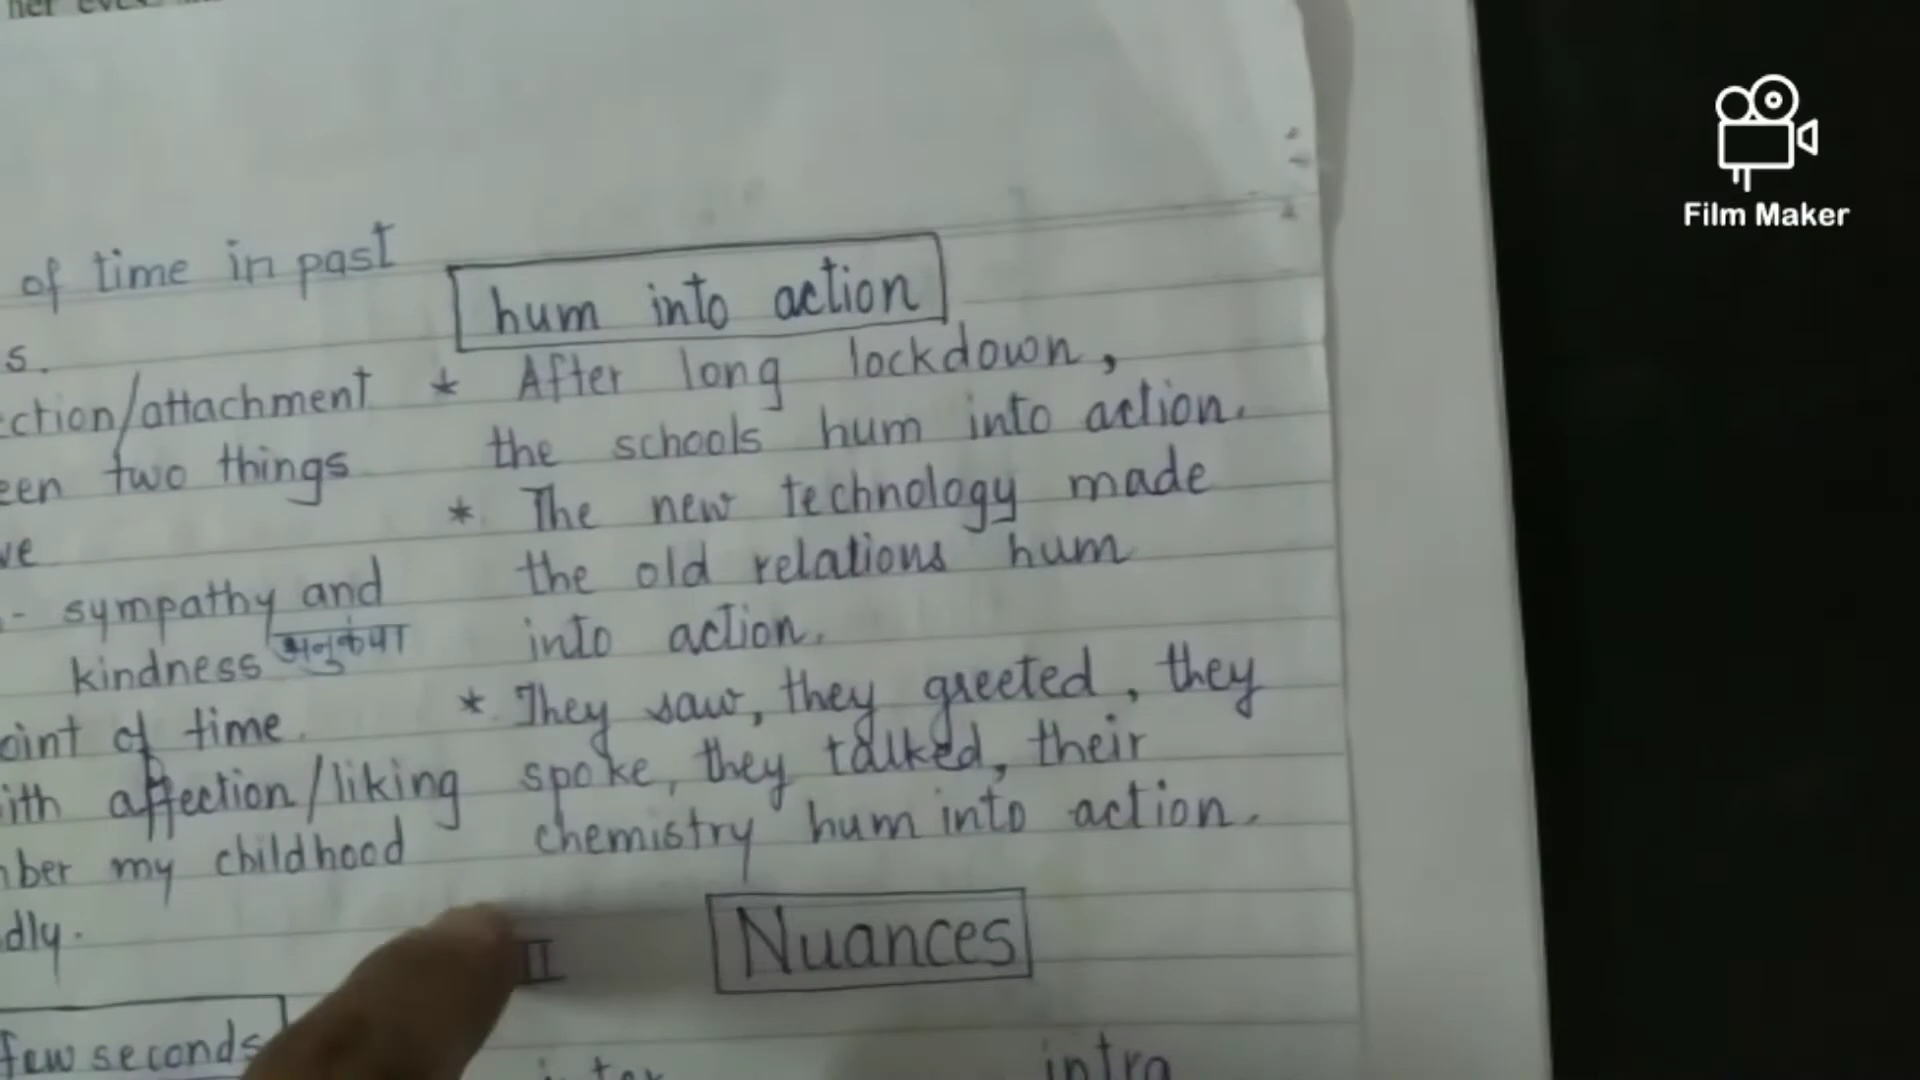 of time in past
hum into action
s.
ction/attachment
* After long lockdown,
een two things
the schools hum into action.
ve
* The new technology made
- sympathy and
the old relations hum
kindness अनुकंपा
into action.
oint of time.
* They saw, they greeted, they
ith affection/liking
spoke, they talked, their
ber my childhood
chemistry hum into action.
dly.
II
Nuances
few seconds
inter intra
Film Maker